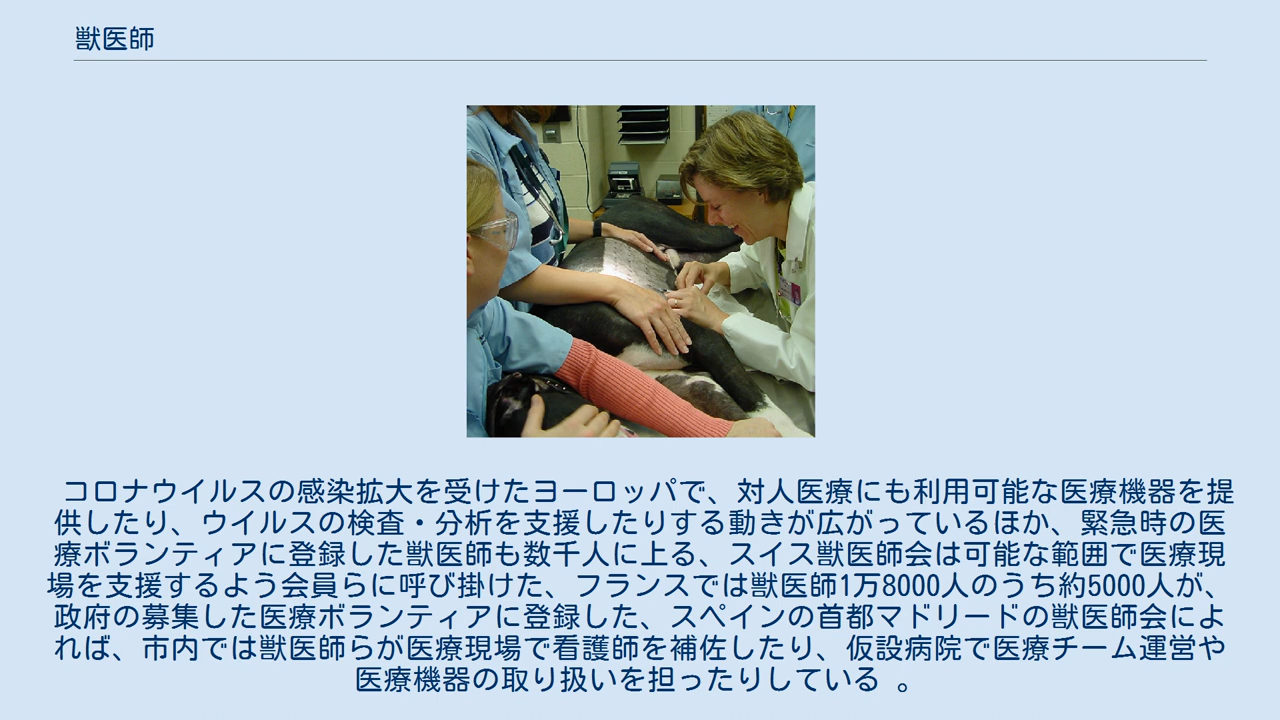 獣医師
コロナウイルスの感染拡大を受けたヨーロッパで、対人医療にも利用可能な医療機器を提
供したり、ウイルスの検査・分析を支援したりする動きが広がっているほか、緊急時の医
療ボランティアに登録した獣医師も数千人に上る、スイス獣医師会は可能な範囲で医療現
場を支援するよう会員らに呼び掛けた、フランスでは獣医師1万8000人のうち約5000人が、
政府の募集した医療ボランティアに登録した、スペインの首都マドリードの獣医師会によ
れば、市内では獣医師らが医療現場で看護師を補佐したり、仮設病院で医療チーム運営や
医療機器の取り扱いを担ったりしている 。